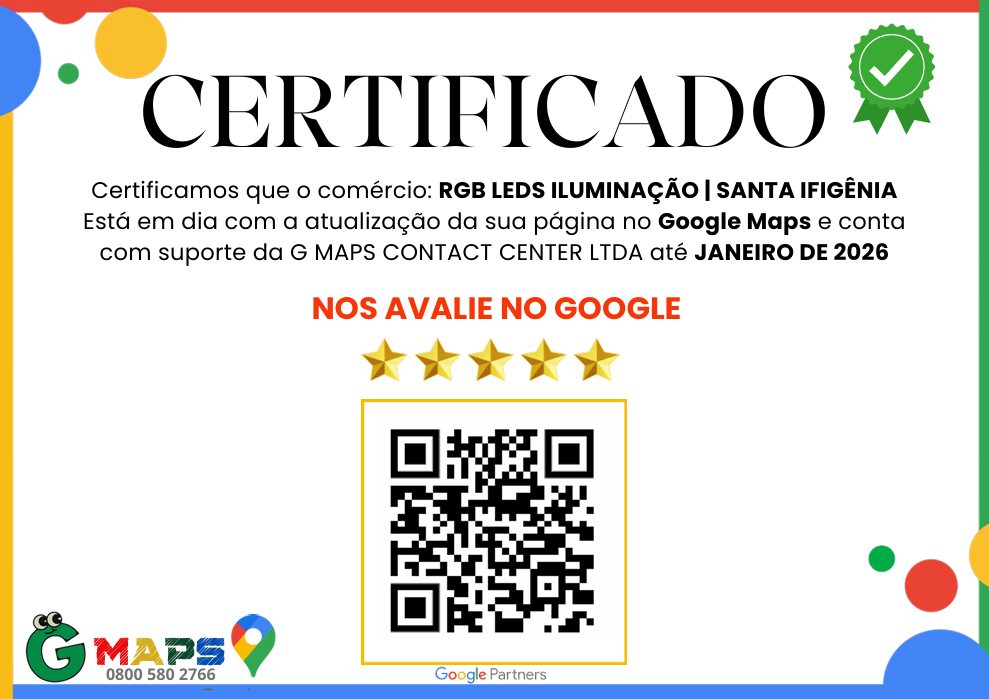 CERTIFICADO
Certificamos que o comércio: RGB LEDS ILUMINAÇÃO | SANTA IFIGÊNIA
Está em dia com a atualização da sua página no Google Maps e conta
com suporte da G MAPS CONTACT CENTER LTDA até JANEIRO DE 2026
NOS AVALIE NO GOOGLE
G MAPS
0800 580 2766
Google Partners